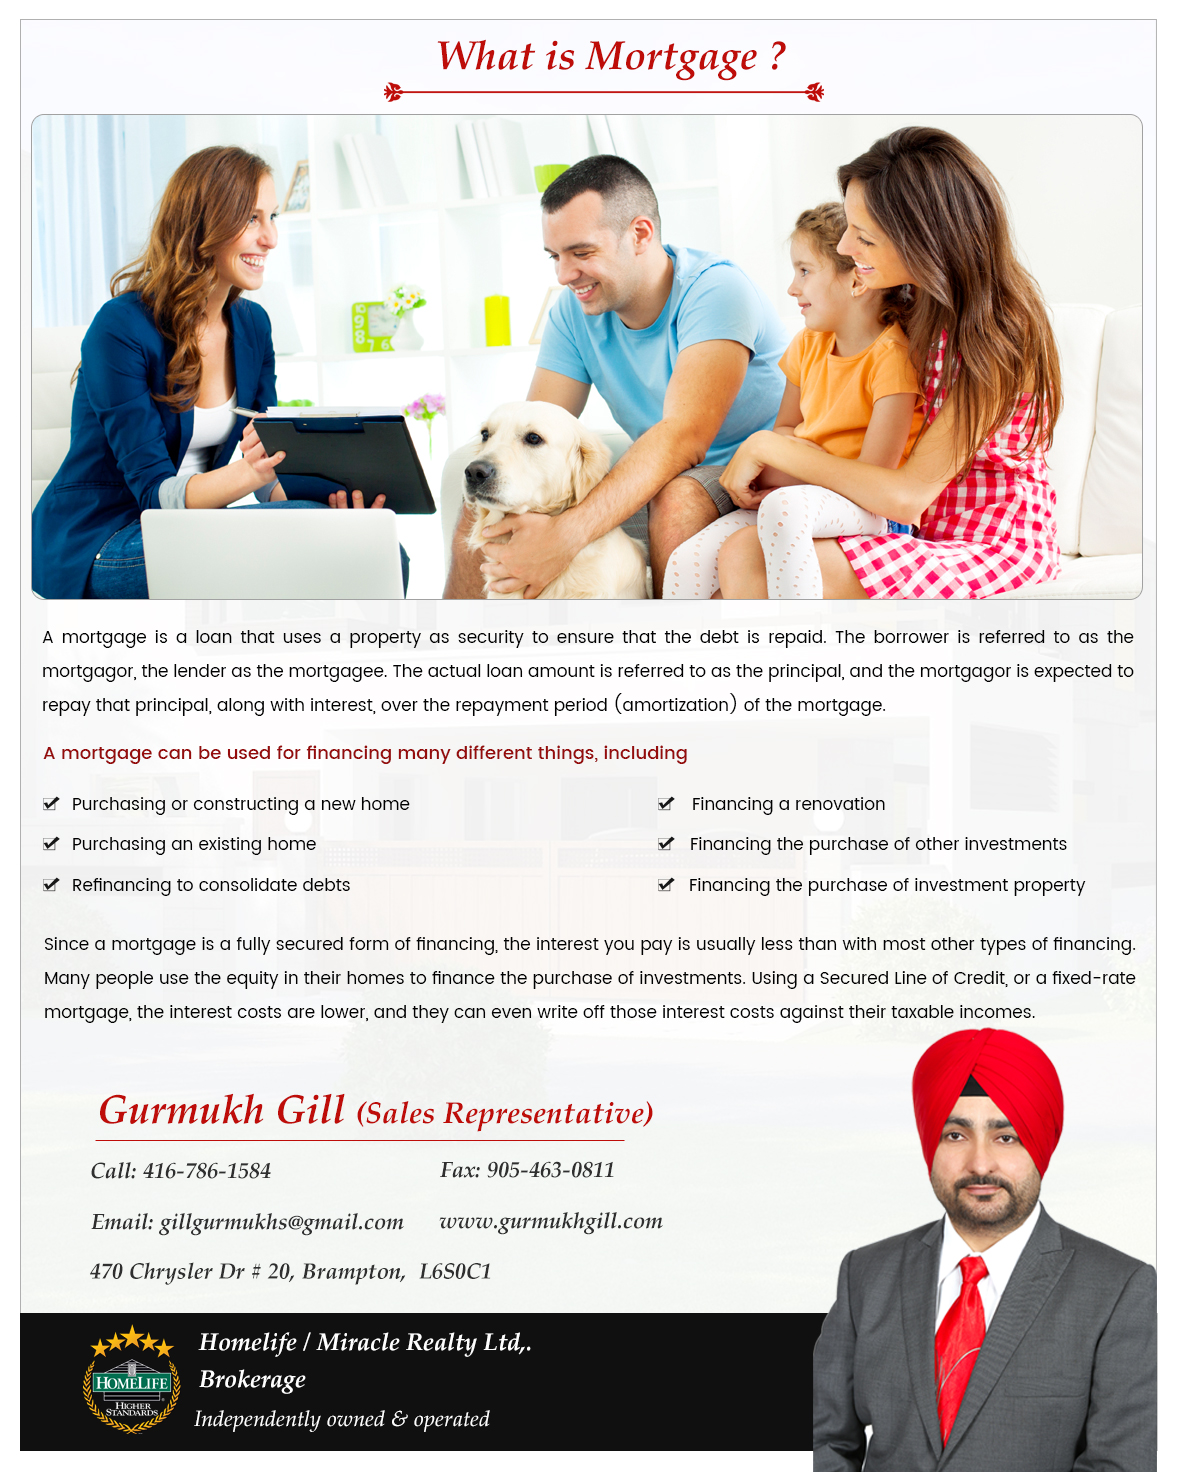 What is Mortgage ?
A mortgage is a loan that uses a property as security to ensure that the debt is repaid. The borrower is referred to as the
mortgagor, the lender as the mortgagee. The actual loan amount is referred to as the principal, and the mortgagor is expected to
repay that principal, along with interest, over the repayment period (amortization) of the mortgage.
A mortgage can be used for financing many different things, including
Purchasing or constructing a new home
Purchasing an existing home
Refinancing to consolidate debts
Financing a renovation
Financing the purchase of other investments
Financing the purchase of investment property
Since a mortgage is a fully secured form of financing, the interest you pay is usually less than with most other types of financing.
Many people use the equity in their homes to finance the purchase of investments. Using a Secured Line of Credit, or a fixed-rate
mortgage, the interest costs are lower, and they can even write off those interest costs against their taxable incomes.
Gurmukh Gill (Sales Representative)
Call: 416-786-1584
Fax: 905-463-0811
Email: gillgurmukhs@gmail.com
www.gurmukhgill.com
470 Chrysler Dr # 20, Brampton, L6S0C1
HOMELIFE
HIGHER
STANDARDS
Homelife / Miracle Realty Ltd,.
Brokerage
Independently owned & operated